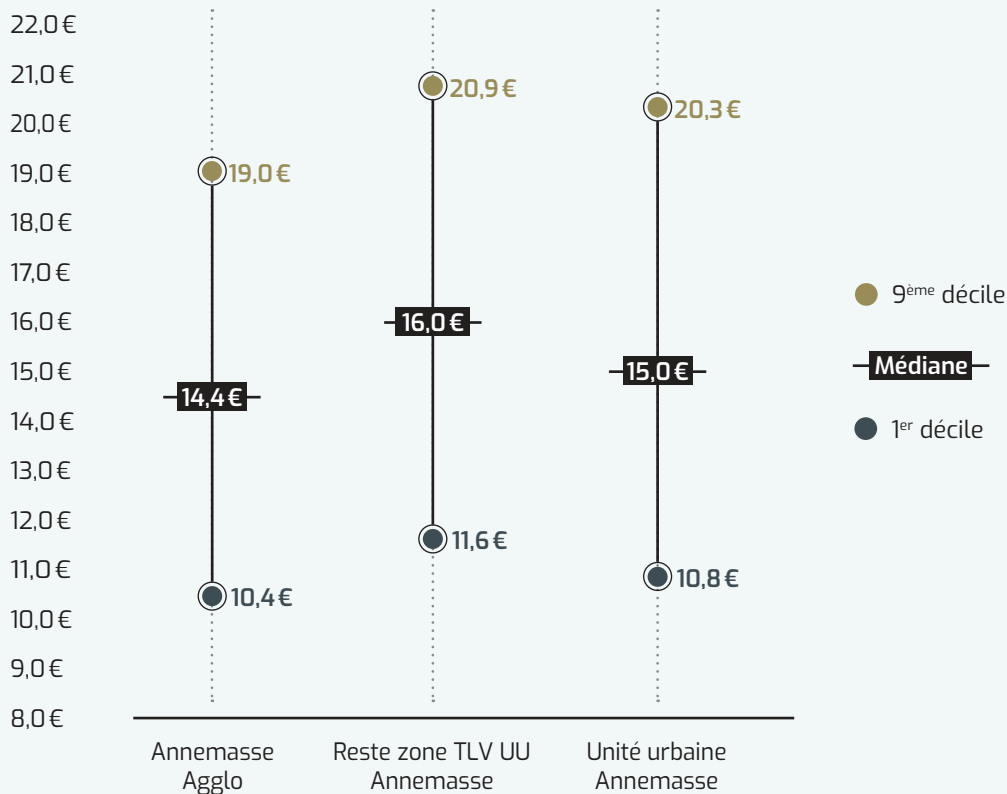 22,0 €
21,0 €
20,0 €
19,0 €
18,0 €
17,0 €
16,0 €
15,0 €
14,0 €
13,0 €
12,0 €
11,0 €
10,0 €
9,0 €
8,0 €
19,0 €
14,4 €
10,4 €
20,9 €
16,0 €
11,6 €
20,3 €
15,0 €
10,8 €
9ème décile
Médiane
1er décile
Annemasse
Agglo
Reste zone TLV UU
Annemasse
Unité urbaine
Annemasse